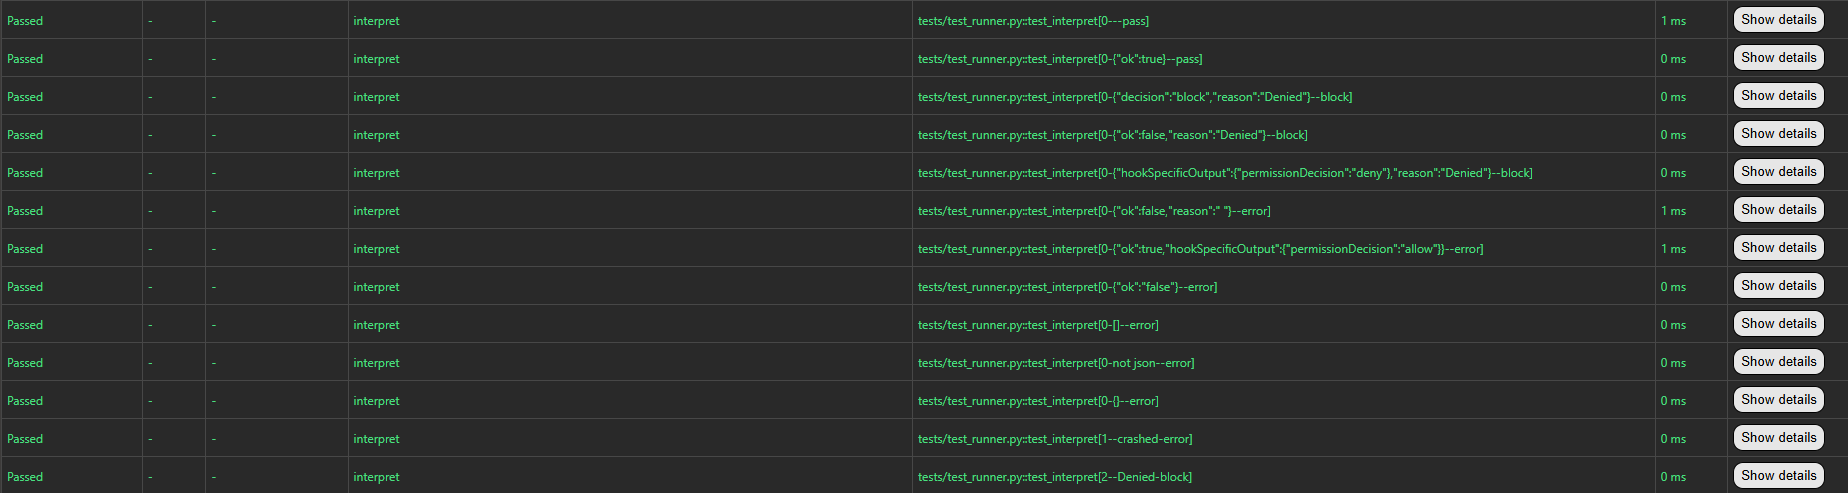 Passed - - interpret tests/test_runner.py::test_interpret[0---pass] 1 ms Show details
Passed - - interpret tests/test_runner.py::test_interpret[0-{"ok":true}--pass] 0 ms Show details
Passed - - interpret tests/test_runner.py::test_interpret[0-{"decision":"block","reason":"Denied"}--block] 0 ms Show details
Passed - - interpret tests/test_runner.py::test_interpret[0-{"ok":false,"reason":"Denied"}--block] 0 ms Show details
Passed - - interpret tests/test_runner.py::test_interpret[0-{"hookSpecificOutput":{"permissionDecision":"deny"},"reason":"Denied"}--block] 0 ms Show details
Passed - - interpret tests/test_runner.py::test_interpret[0-{"ok":false,"reason":" "}--error] 1 ms Show details
Passed - - interpret tests/test_runner.py::test_interpret[0-{"ok":true,"hookSpecificOutput":{"permissionDecision":"allow"}}--error] 1 ms Show details
Passed - - interpret tests/test_runner.py::test_interpret[0-{"ok":"false"}--error] 0 ms Show details
Passed - - interpret tests/test_runner.py::test_interpret[0-[]--error] 0 ms Show details
Passed - - interpret tests/test_runner.py::test_interpret[0-not json--error] 0 ms Show details
Passed - - interpret tests/test_runner.py::test_interpret[0-{}--error] 0 ms Show details
Passed - - interpret tests/test_runner.py::test_interpret[1--crashed-error] 0 ms Show details
Passed - - interpret tests/test_runner.py::test_interpret[2--Denied-block] 0 ms Show details